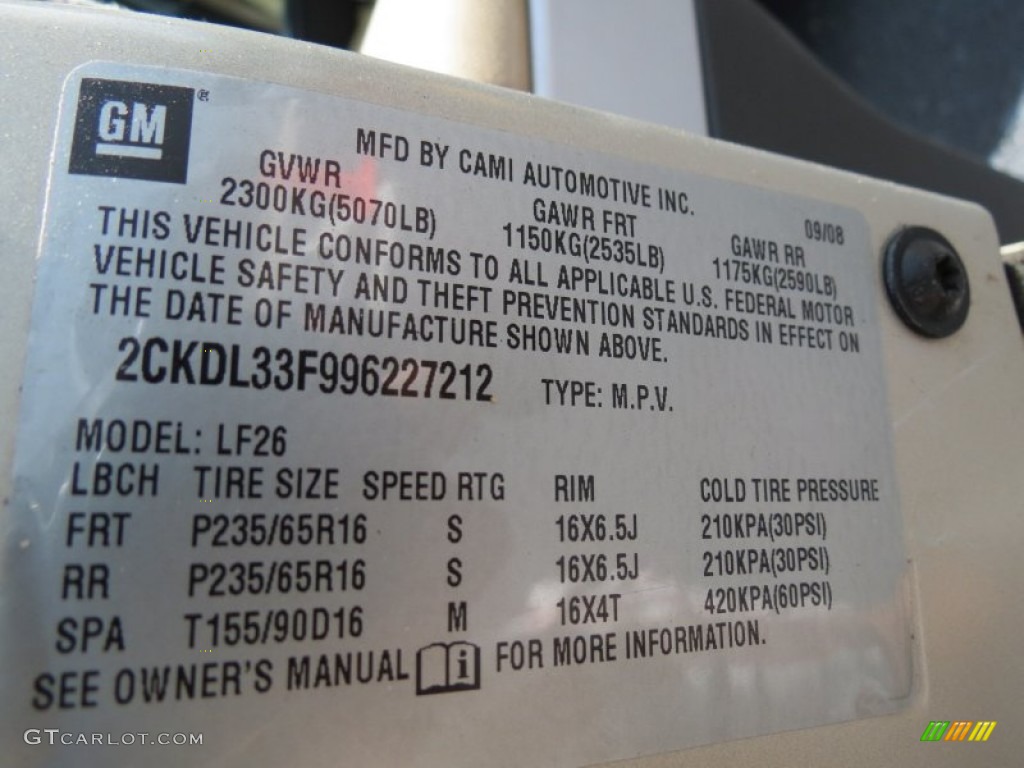 GM ®
MFD BY CAMI AUTOMOTIVE INC.
09/08
GVWR GAWR FRT GAWR RR
2300KG(5070LB) 1150KG(2535LB) 1175KG(2590LB)
THIS VEHICLE CONFORMS TO ALL APPLICABLE U.S. FEDERAL MOTOR
VEHICLE SAFETY AND THEFT PREVENTION STANDARDS IN EFFECT ON
THE DATE OF MANUFACTURE SHOWN ABOVE.
2CKDL33F996227212 TYPE: M.P.V.
MODEL: LF26
LBCH TIRE SIZE SPEED RTG RIM COLD TIRE PRESSURE
FRT P235/65R16 S 16X6.5J 210KPA(30PSI)
RR P235/65R16 S 16X6.5J 210KPA(30PSI)
SPA T155/90D16 M 16X4T 420KPA(60PSI)
SEE OWNER'S MANUAL i FOR MORE INFORMATION.
GTCARLOT.COM